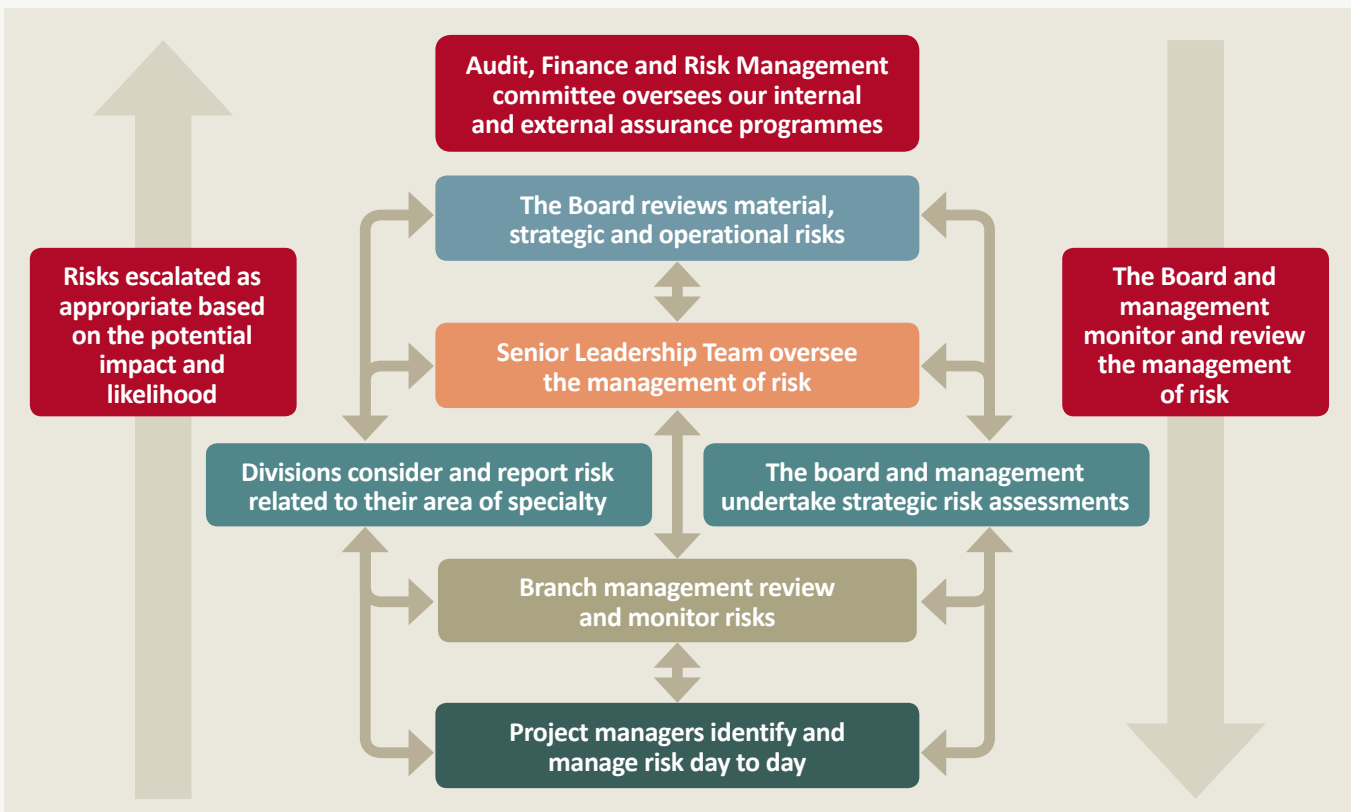 Audit, Finance and Risk Management
committee oversees our internal
and external assurance programmes
The Board reviews material,
strategic and operational risks
Risks escalated as
appropriate based
on the potential
impact and
likelihood
The Board and
management
monitor and review
the management
of risk
Senior Leadership Team oversee
the management of risk
Divisions consider and report risk
related to their area of specialty
The board and management
undertake strategic risk assessments
Branch management review
and monitor risks
Project managers identify and
manage risk day to day